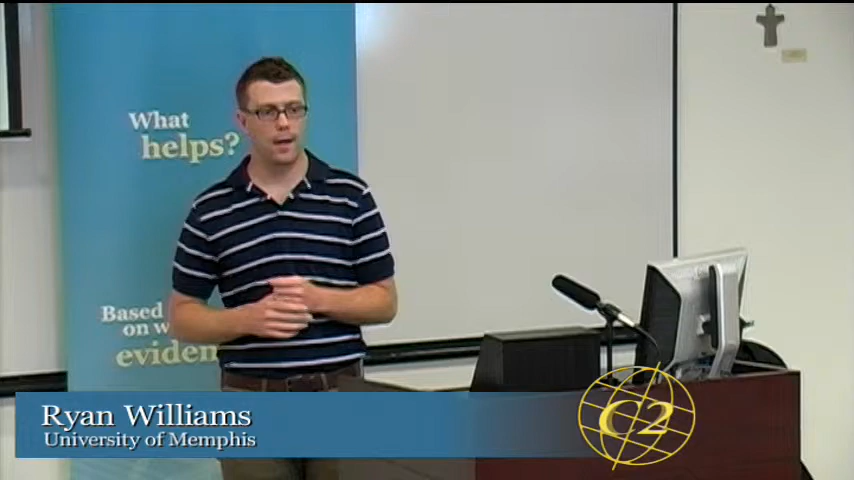 What
helps?
Based
on w
eviden
Ryan Williams
University of Memphis
C2